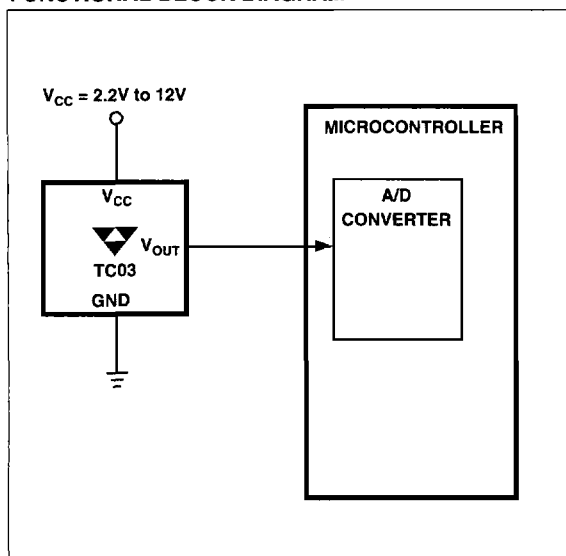 V_CC = 2.2V to 12V
V_CC
V_OUT
TC03
GND
MICROCONTROLLER
A/D
CONVERTER